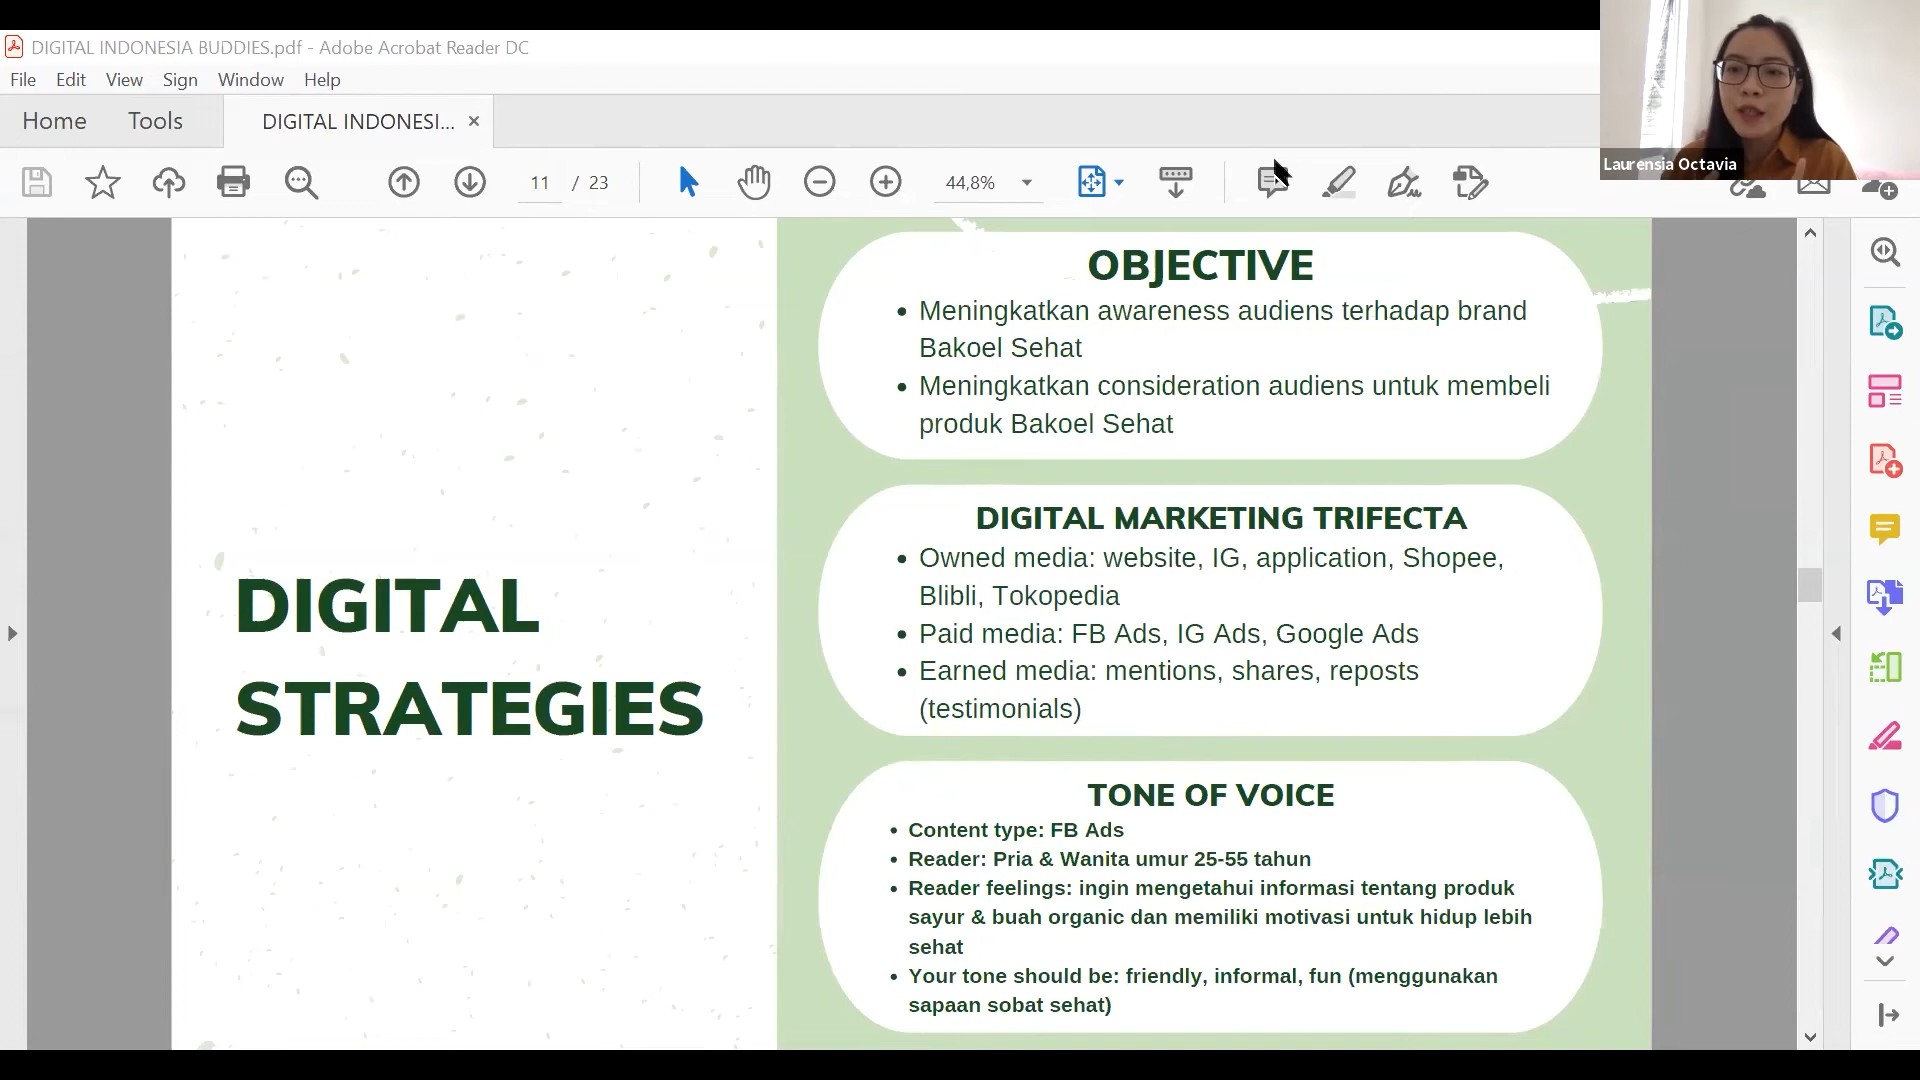 DIGITAL INDONESIA BUDDIES.pdf - Adobe Acrobat Reader DC
File Edit View Sign Window Help
Home Tools DIGITAL INDONESI... ×
11 / 23 44,8%
Laurensia Octavia
DIGITAL
STRATEGIES
OBJECTIVE
• Meningkatkan awareness audiens terhadap brand
Bakoel Sehat
• Meningkatkan consideration audiens untuk membeli
produk Bakoel Sehat
DIGITAL MARKETING TRIFECTA
• Owned media: website, IG, application, Shopee,
Blibli, Tokopedia
• Paid media: FB Ads, IG Ads, Google Ads
• Earned media: mentions, shares, reposts
(testimonials)
TONE OF VOICE
• Content type: FB Ads
• Reader: Pria & Wanita umur 25-55 tahun
• Reader feelings: ingin mengetahui informasi tentang produk
sayur & buah organic dan memiliki motivasi untuk hidup lebih
sehat
• Your tone should be: friendly, informal, fun (menggunakan
sapaan sobat sehat)